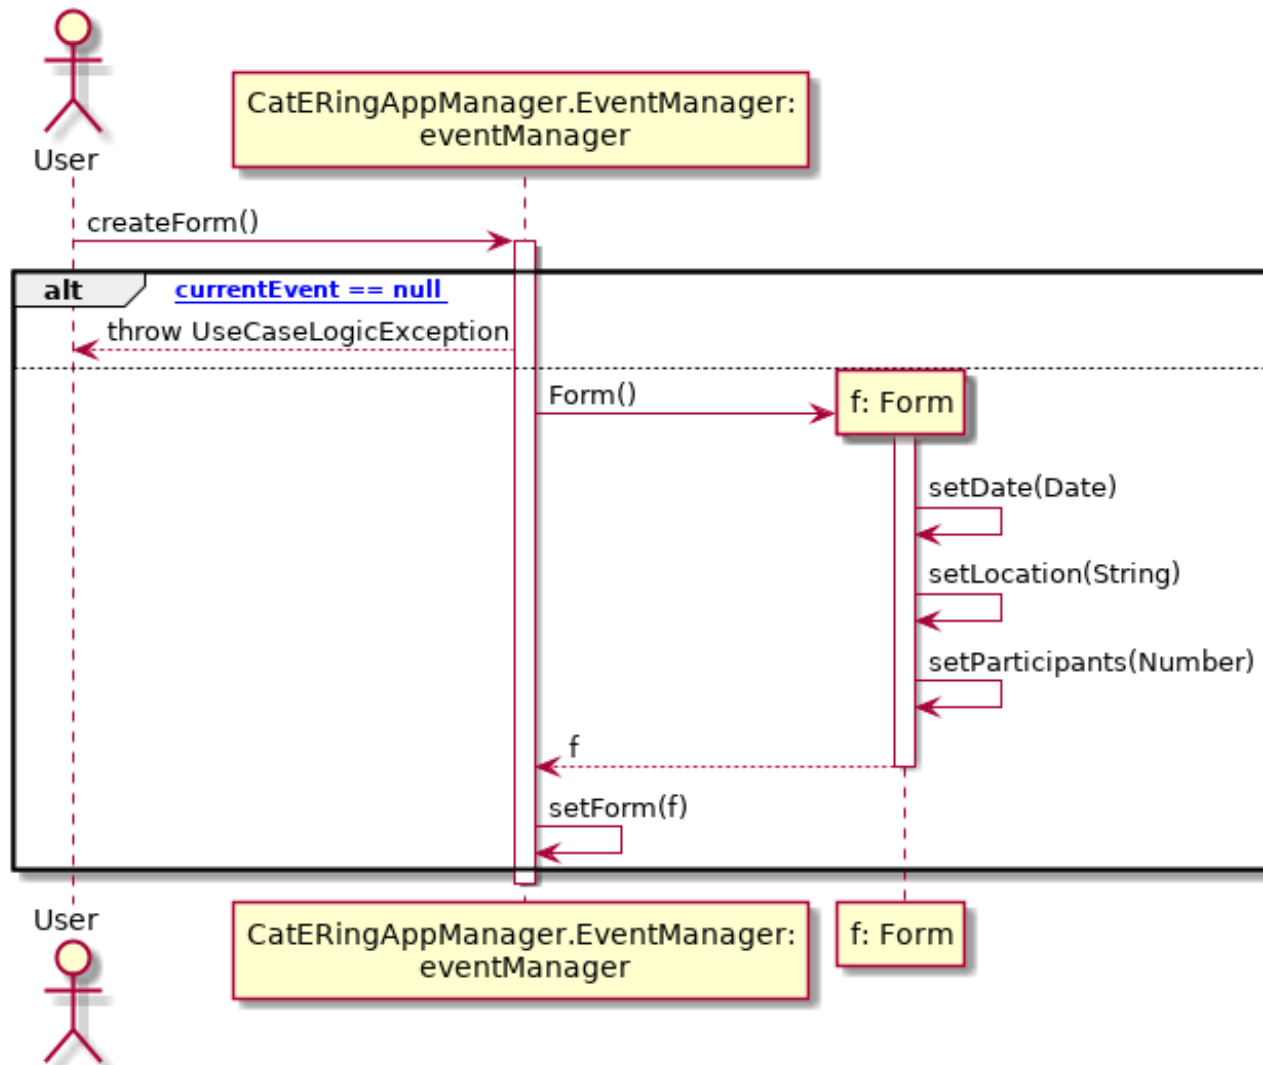 User
CatERingAppManager.EventManager:
eventManager
createForm()
alt
currentEvent == null
throw UseCaseLogicException
Form()
f: Form
setDate(Date)
setLocation(String)
setParticipants(Number)
f
setForm(f)
User
CatERingAppManager.EventManager:
eventManager
f: Form